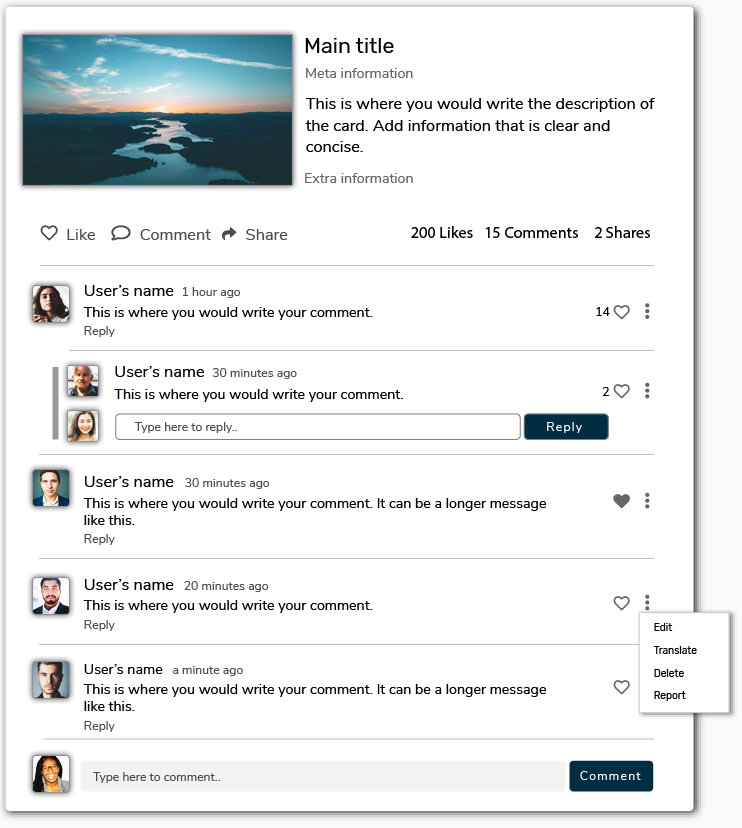 Main title
Meta information
This is where you would write the description of
the card. Add information that is clear and
concise.
Extra information
Like Comment Share 200 Likes 15 Comments 2 Shares
User's name 1 hour ago
This is where you would write your comment. 14
Reply
User's name 30 minutes ago
This is where you would write your comment. 2
Type here to reply.. Reply
User's name 30 minutes ago
This is where you would write your comment. It can be a longer message
like this.
Reply
User's name 20 minutes ago
This is where you would write your comment.
Reply
Edit
Translate
Delete
Report
User's name a minute ago
This is where you would write your comment. It can be a longer message
like this.
Reply
Type here to comment.. Comment